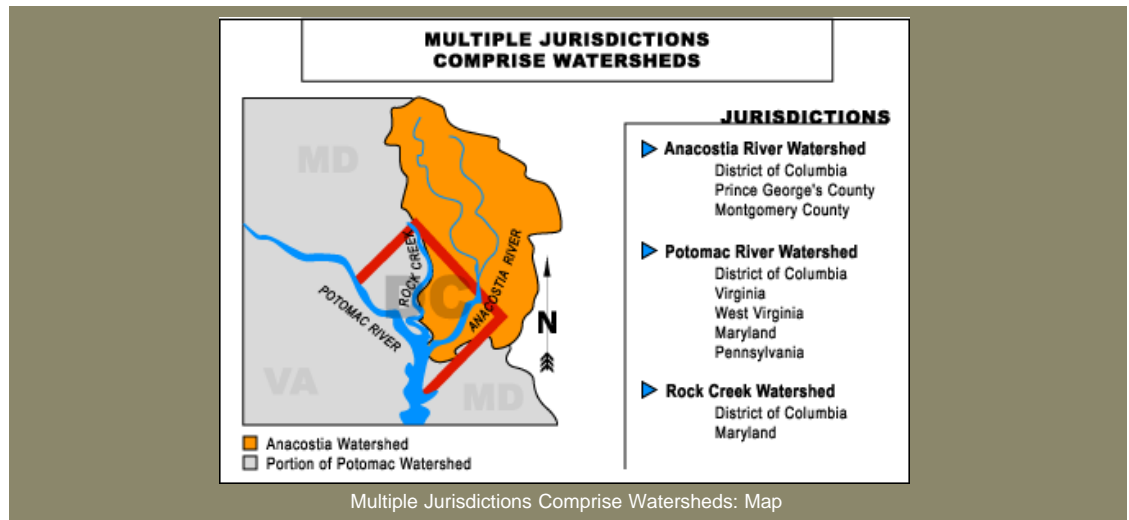 MULTIPLE JURISDICTIONS
COMPRISE WATERSHEDS
MD
ROCK CREEK
DC
ANACOSTIA RIVER
POTOMAC RIVER
N
VA
MD
Anacostia Watershed
Portion of Potomac Watershed
JURISDICTIONS
Anacostia River Watershed
District of Columbia
Prince George's County
Montgomery County
Potomac River Watershed
District of Columbia
Virginia
West Virginia
Maryland
Pennsylvania
Rock Creek Watershed
District of Columbia
Maryland
Multiple Jurisdictions Comprise Watersheds: Map